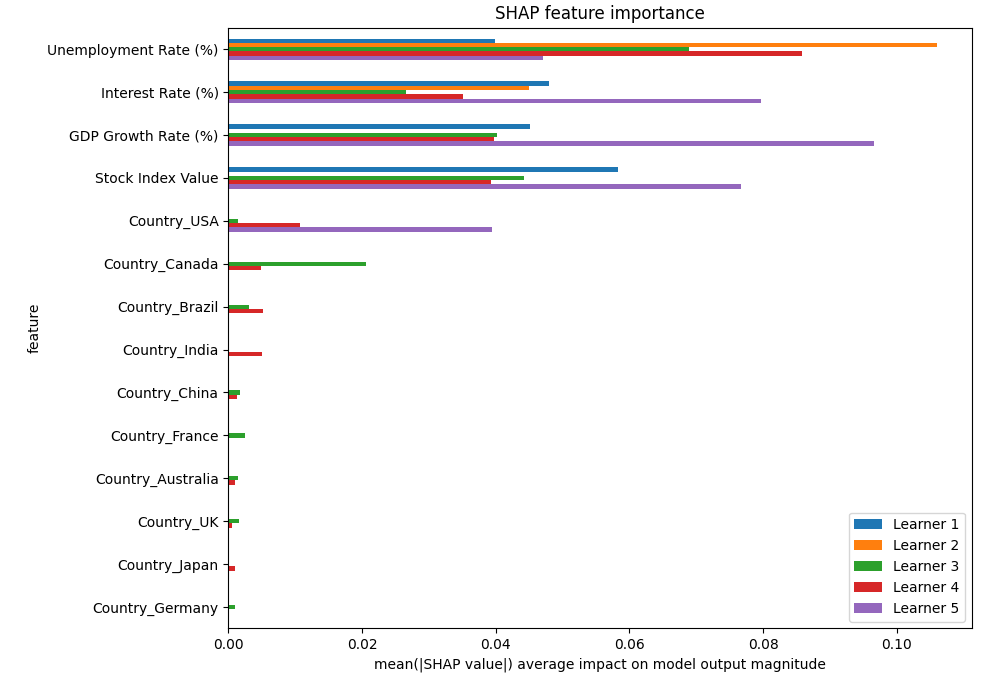 SHAP feature importance
Unemployment Rate (%)
Interest Rate (%)
GDP Growth Rate (%)
Stock Index Value
Country_USA
Country_Canada
Country_Brazil
Country_India
Country_China
Country_France
Country_Australia
Country_UK
Country_Japan
Country_Germany
feature
Learner 1
Learner 2
Learner 3
Learner 4
Learner 5
0.00 0.02 0.04 0.06 0.08 0.10
mean(|SHAP value|) average impact on model output magnitude